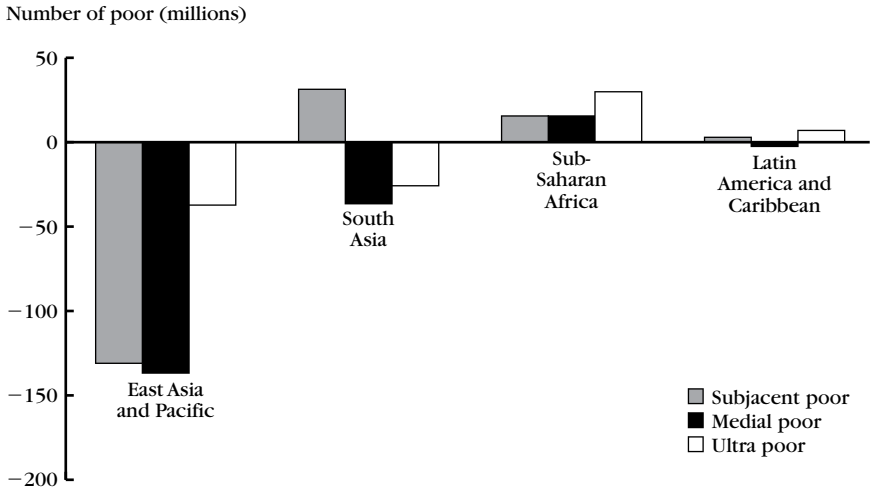 Number of poor (millions)
50
0
−50
−100
−150
−200
East Asia
and Pacific
South
Asia
Sub-
Saharan
Africa
Latin
America and
Caribbean
Subjacent poor
Medial poor
Ultra poor